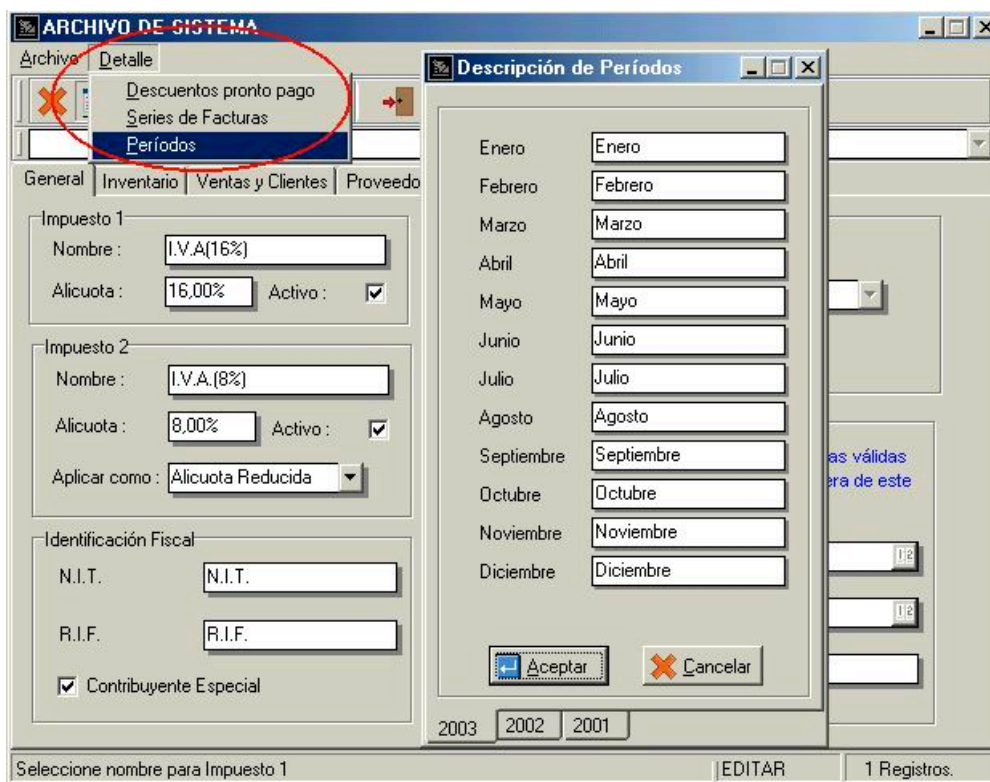 ARCHIVO DE SISTEMA
Archivo Detalle
Descuentos pronto pago
Series de Facturas
Períodos
General Inventario Ventas y Clientes Proveedo
Impuesto 1
Nombre : I.V.A(16%)
Alicuota : 16,00% Activo :
Impuesto 2
Nombre : I.V.A.(8%)
Alicuota : 8,00% Activo :
Aplicar como : Alicuota Reducida
Identificación Fiscal
N.I.T. N.I.T.
R.I.F. R.I.F.
Contribuyente Especial
Descripción de Períodos
Enero Enero
Febrero Febrero
Marzo Marzo
Abril Abril
Mayo Mayo
Junio Junio
Julio Julio
Agosto Agosto
Septiembre Septiembre
Octubre Octubre
Noviembre Noviembre
Diciembre Diciembre
Aceptar Cancelar
2003 2002 2001
as válidas
era de este
12
12
Seleccione nombre para Impuesto 1 EDITAR 1 Registros.